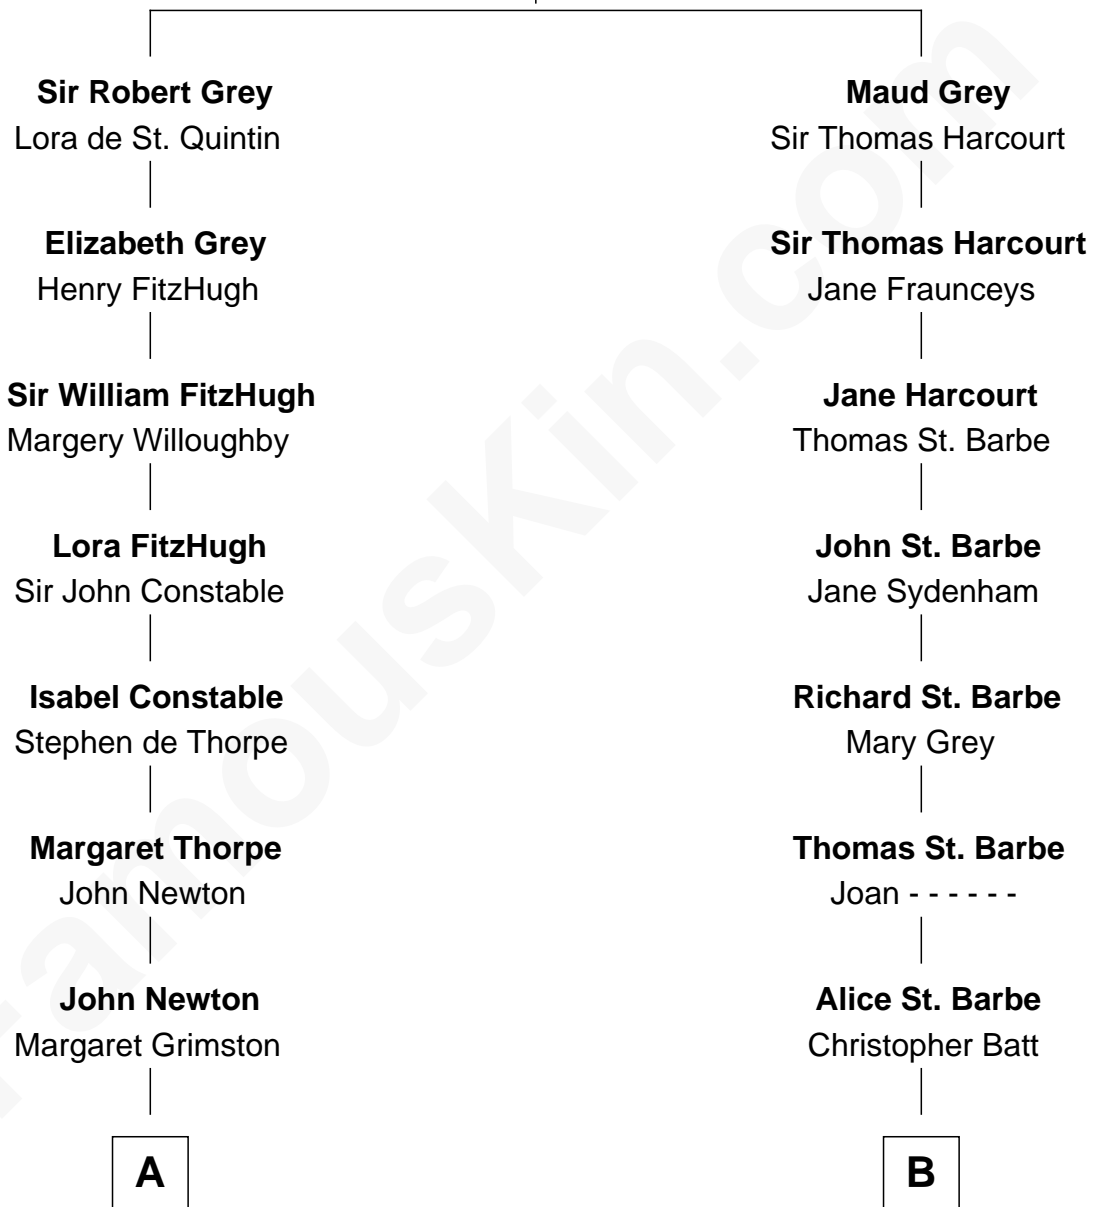 Sir Robert Grey
Lora de St. Quintin
Elizabeth Grey
Henry FitzHugh
Sir William FitzHugh
Margery Willoughby
Lora FitzHugh
Sir John Constable
Isabel Constable
Stephen de Thorpe
Margaret Thorpe
John Newton
John Newton
Margaret Grimston
A
Maud Grey
Sir Thomas Harcourt
Sir Thomas Harcourt
Jane Fraunceys
Jane Harcourt
Thomas St. Barbe
John St. Barbe
Jane Sydenham
Richard St. Barbe
Mary Grey
Thomas St. Barbe
Joan - - - - - -
Alice St. Barbe
Christopher Batt
B
FamousKin.com